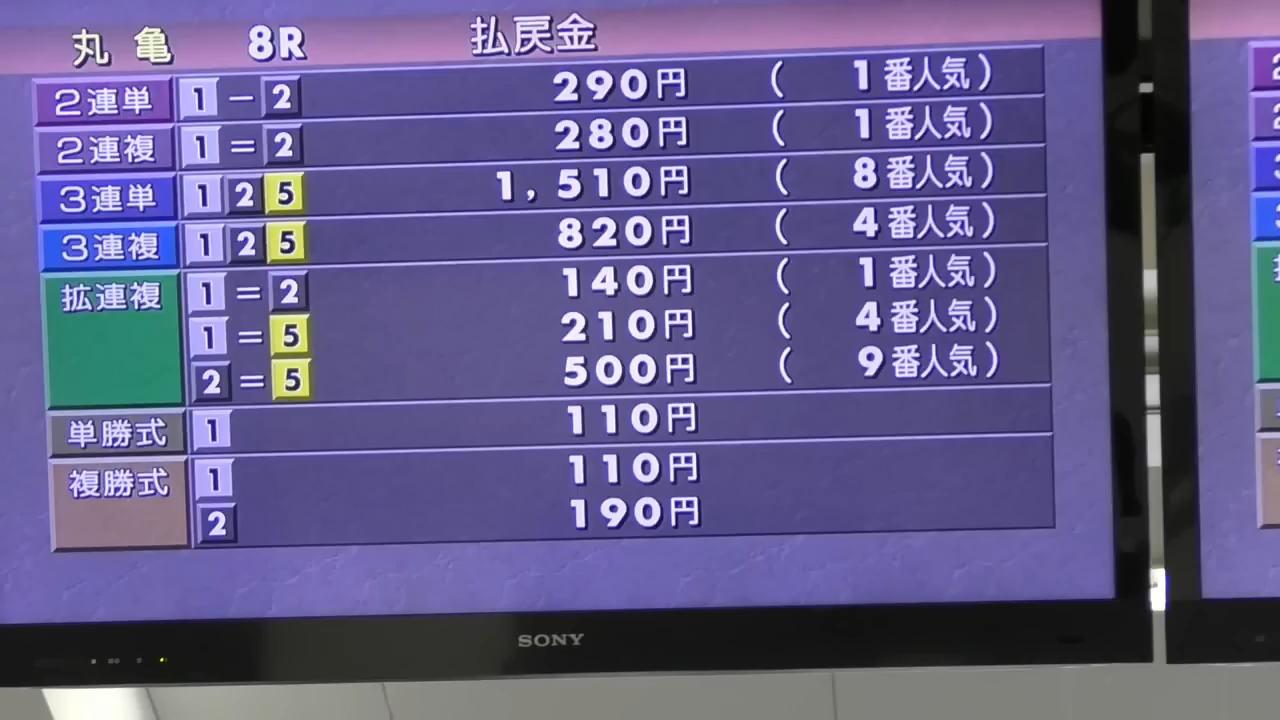 丸亀 8R 払戻金
2連単 1－2 290円 ( 1番人気)
2連複 1＝2 280円 ( 1番人気)
3連単 1 2 5 1,510円 ( 8番人気)
3連複 1 2 5 820円 ( 4番人気)
拡連複 1＝2 140円 ( 1番人気)
1＝5 210円 ( 4番人気)
2＝5 500円 ( 9番人気)
単勝式 1 110円
複勝式 1 110円
2 190円
SONY